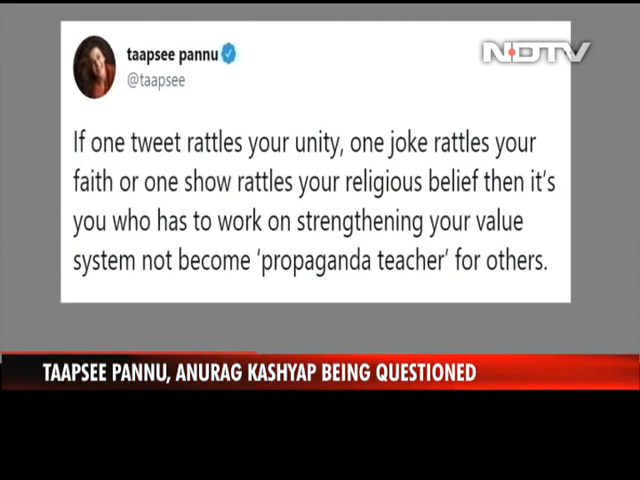 taapsee pannu
@taapsee
NDTV
If one tweet rattles your unity, one joke rattles your
faith or one show rattles your religious belief then it’s
you who has to work on strengthening your value
system not become ‘propaganda teacher’ for others.
TAAPSEE PANNU, ANURAG KASHYAP BEING QUESTIONED